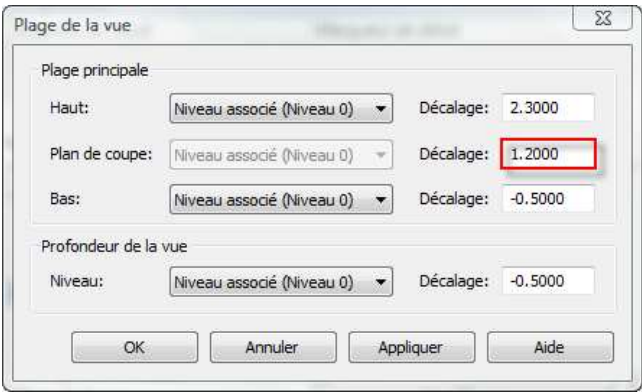 Plage de la vue
Plage principale
Haut: Niveau associé (Niveau 0) Décalage: 2.3000
Plan de coupe: Niveau associé (Niveau 0) Décalage: 1.2000
Bas: Niveau associé (Niveau 0) Décalage: -0.5000
Profondeur de la vue
Niveau: Niveau associé (Niveau 0) Décalage: -0.5000
OK Annuler Appliquer Aide